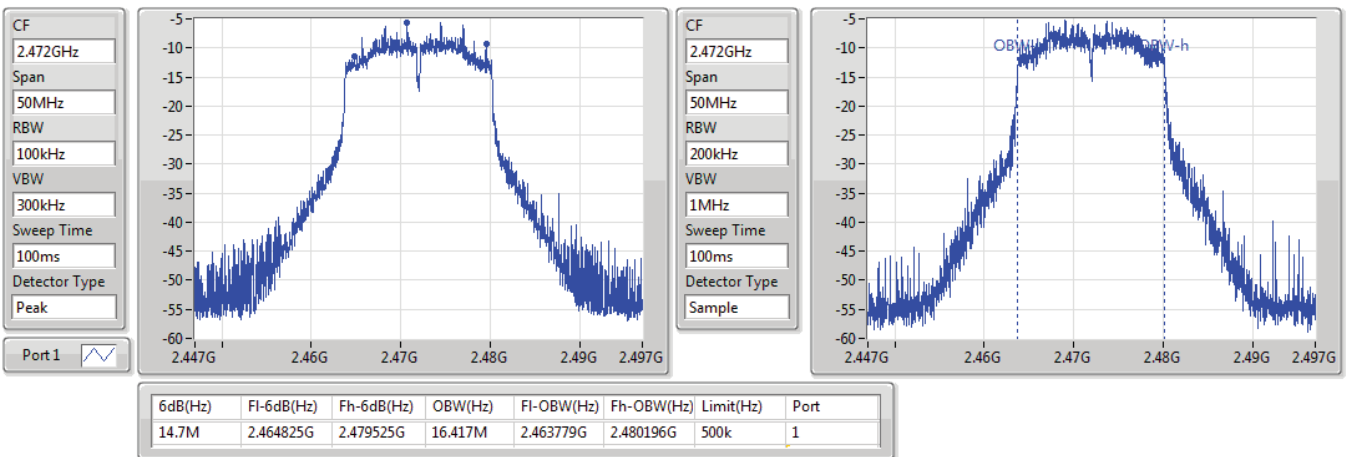 CF
2.472GHz
Span
50MHz
RBW
100kHz
VBW
300kHz
Sweep Time
100ms
Detector Type
Peak
Port 1
-5
-10
-15
-20
-25
-30
-35
-40
-45
-50
-55
-60
2.447G 2.46G 2.47G 2.48G 2.49G 2.497G
CF
2.472GHz
Span
50MHz
RBW
200kHz
VBW
1MHz
Sweep Time
100ms
Detector Type
Sample
-5
-10
-15
-20
-25
-30
-35
-40
-45
-50
-55
-60
OBW-h
2.447G 2.46G 2.47G 2.48G 2.49G 2.497G
6dB(Hz) Fl-6dB(Hz) Fh-6dB(Hz) OBW(Hz) Fl-OBW(Hz) Fh-OBW(Hz) Limit(Hz) Port
14.7M 2.464825G 2.479525G 16.417M 2.463779G 2.480196G 500k 1